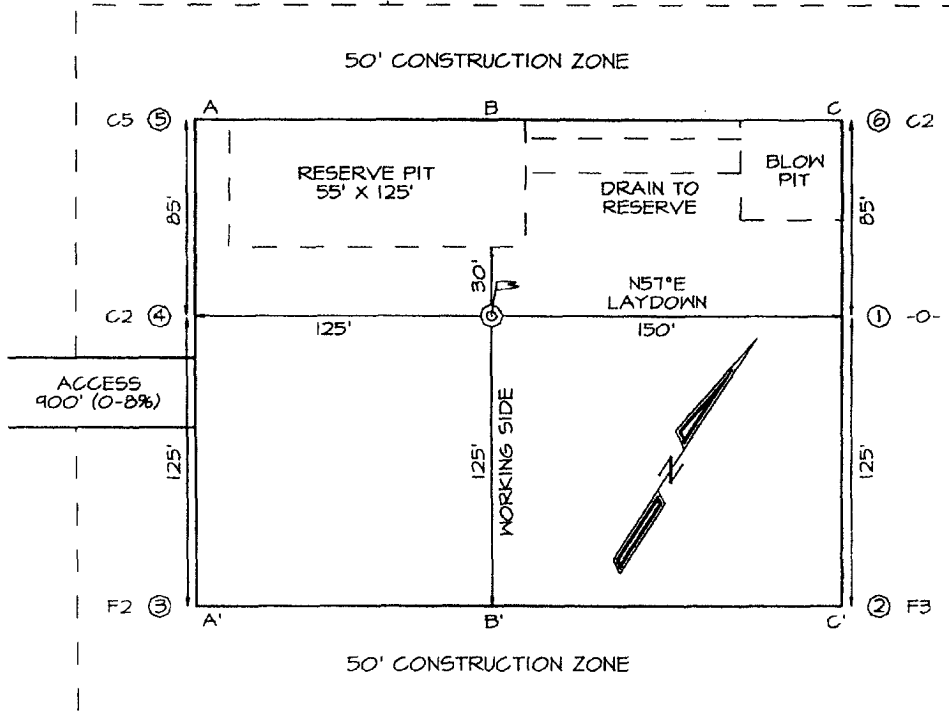 50' CONSTRUCTION ZONE
A B C
C5 ⑤ ⑥ C2
RESERVE PIT
55' X 125'
BLOW
PIT
DRAIN TO
RESERVE
85' 85'
30'
N57°E
LAYDOWN
C2 ④ ① -0-
125' 150'
ACCESS
900' (0-8%)
WORKING SIDE
125' 125' 125'
N
F2 ③ ② F3
A' B' C'
50' CONSTRUCTION ZONE